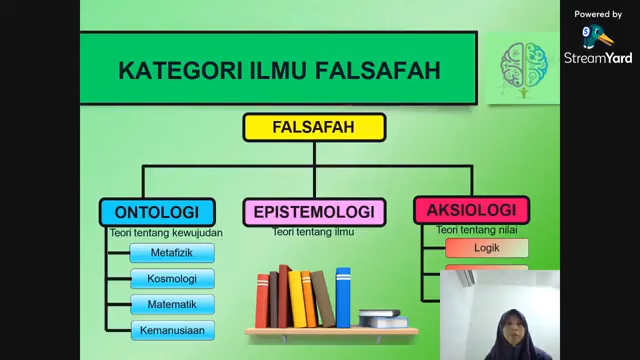 Powered by
StreamYard
KATEGORI ILMU FALSAFAH
FALSAFAH
ONTOLOGI
Teori tentang kewujudan
Metafizik
Kosmologi
Matematik
Kemanusiaan
EPISTEMOLOGI
Teori tentang ilmu
AKSIOLOGI
Teori tentang nilai
Logik